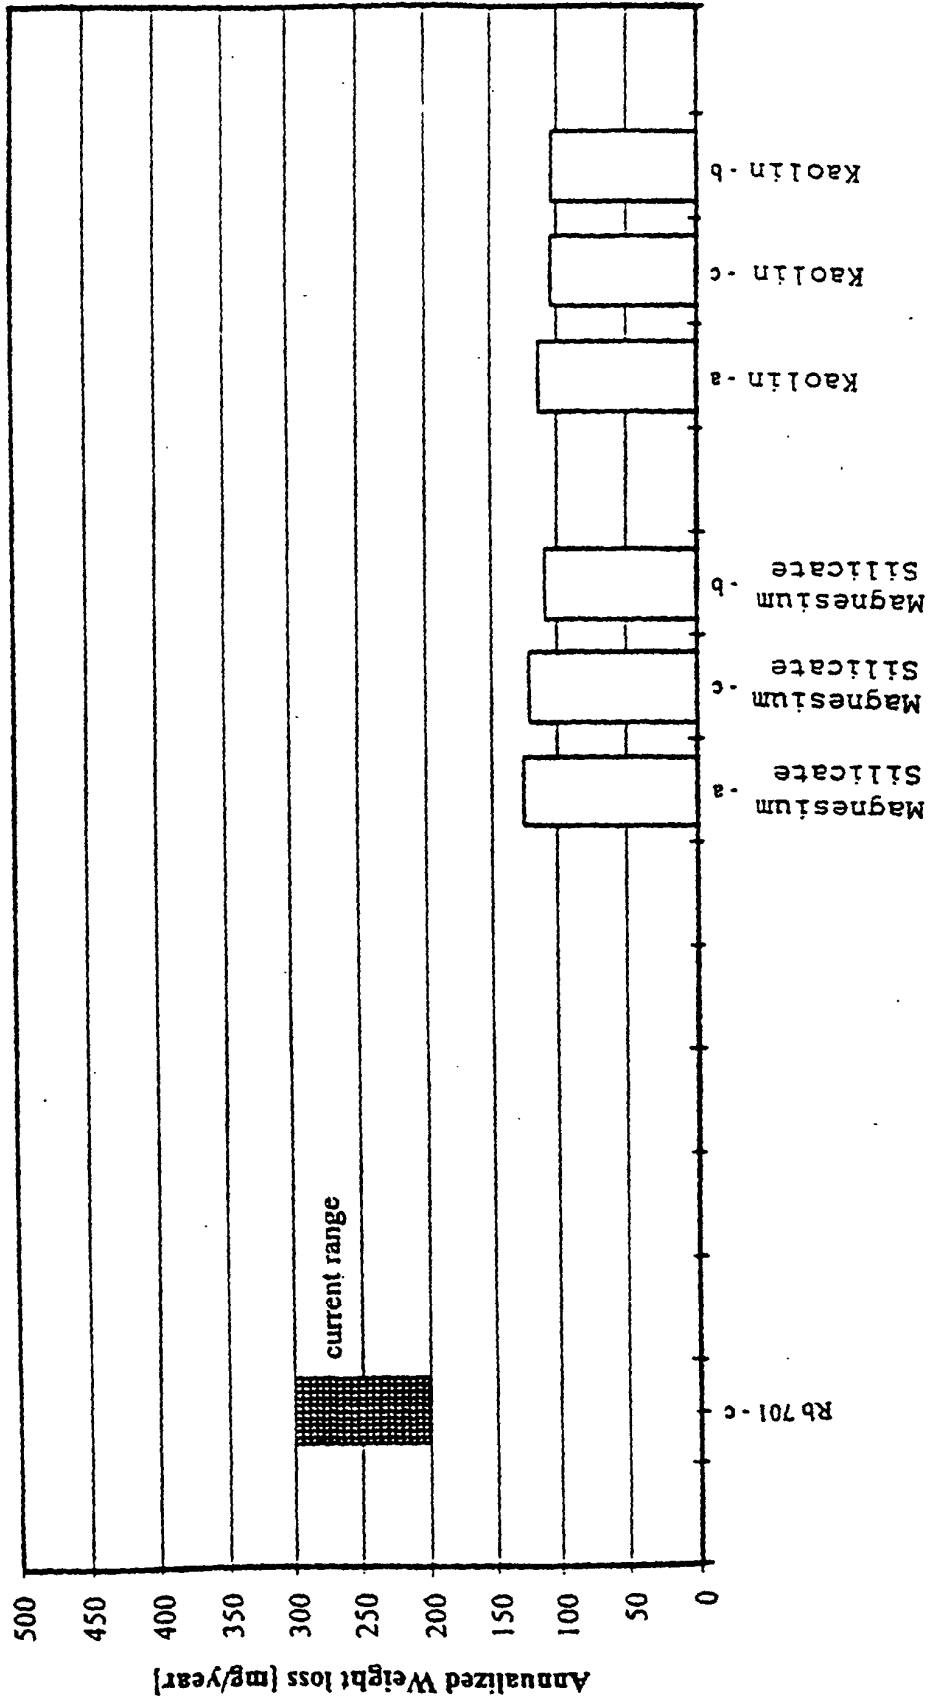 Annualized Weight loss [mg/year]
500
450
400
350
300
250
200
150
100
50
0
current range
Rb 701 - c
Magnesium
Silicate - a
Magnesium
Silicate - c
Magnesium
Silicate - b
Kaolin - a
Kaolin - c
Kaolin - b